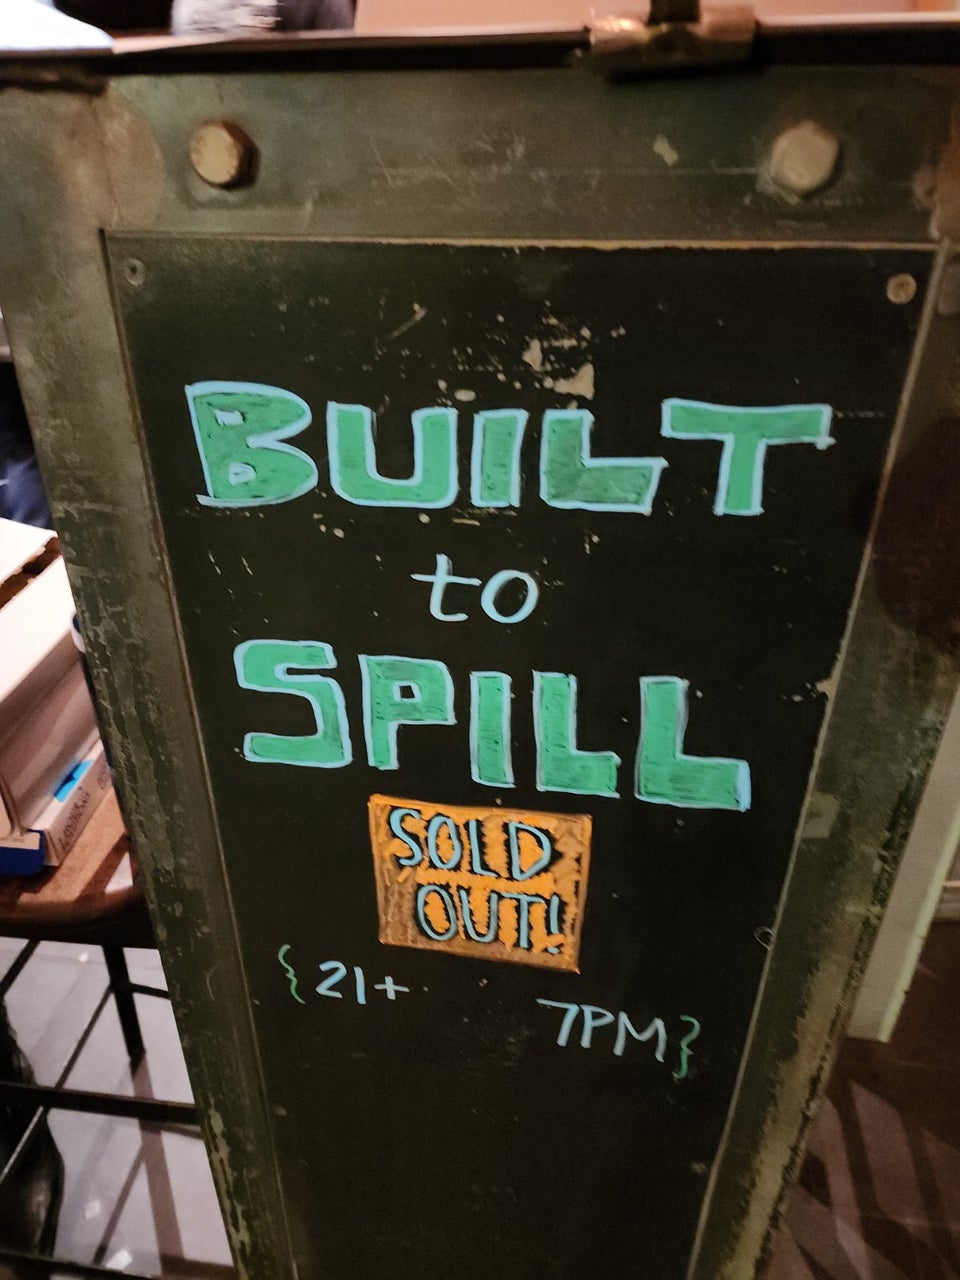 BUILT
to
SPILL
SOLD
OUT!
{21+ 7PM}